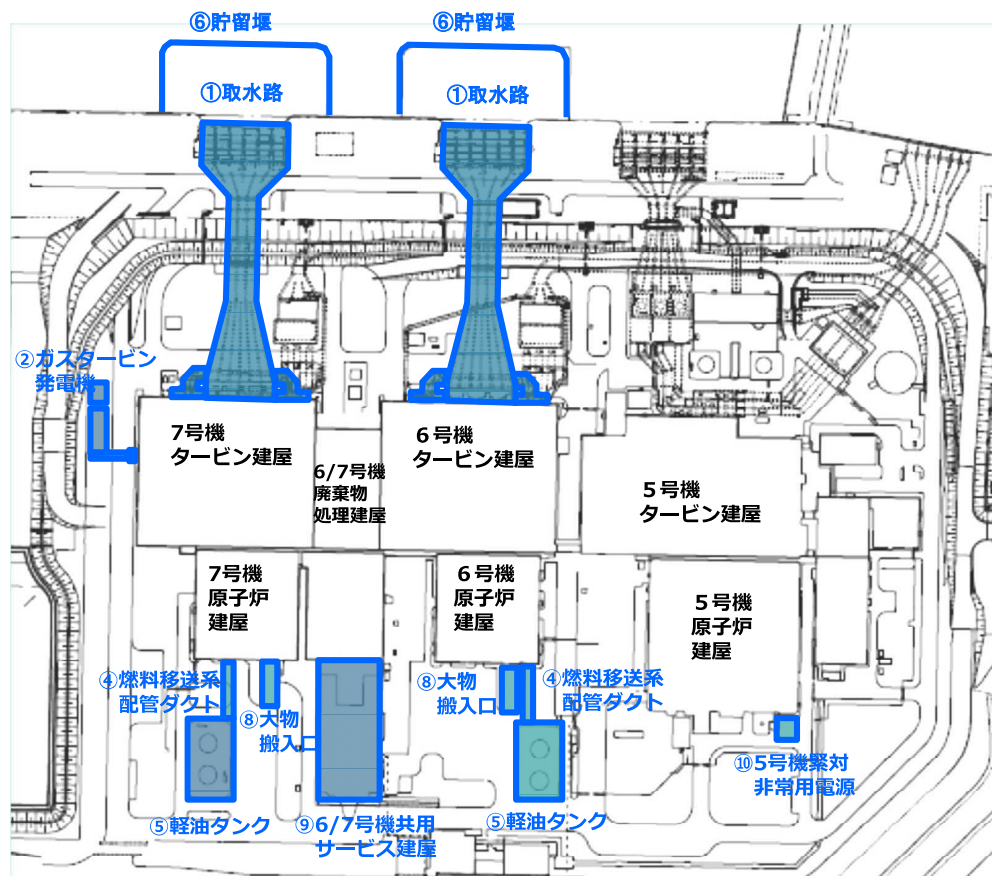 ⑥貯留堰
⑥貯留堰
①取水路
①取水路
②ガスタービン
発電機
7号機
タービン建屋
6/7号機
廃棄物
処理建屋
６号機
タービン建屋
５号機
タービン建屋
7号機
原子炉
建屋
６号機
原子炉
建屋
５号機
原子炉
建屋
④燃料移送系
配管ダクト
⑧大物
搬入口
⑧大物
搬入口
④燃料移送系
配管ダクト
⑩5号機緊対
非常用電源
⑤軽油タンク
⑨6/7号機共用
サービス建屋
⑤軽油タンク